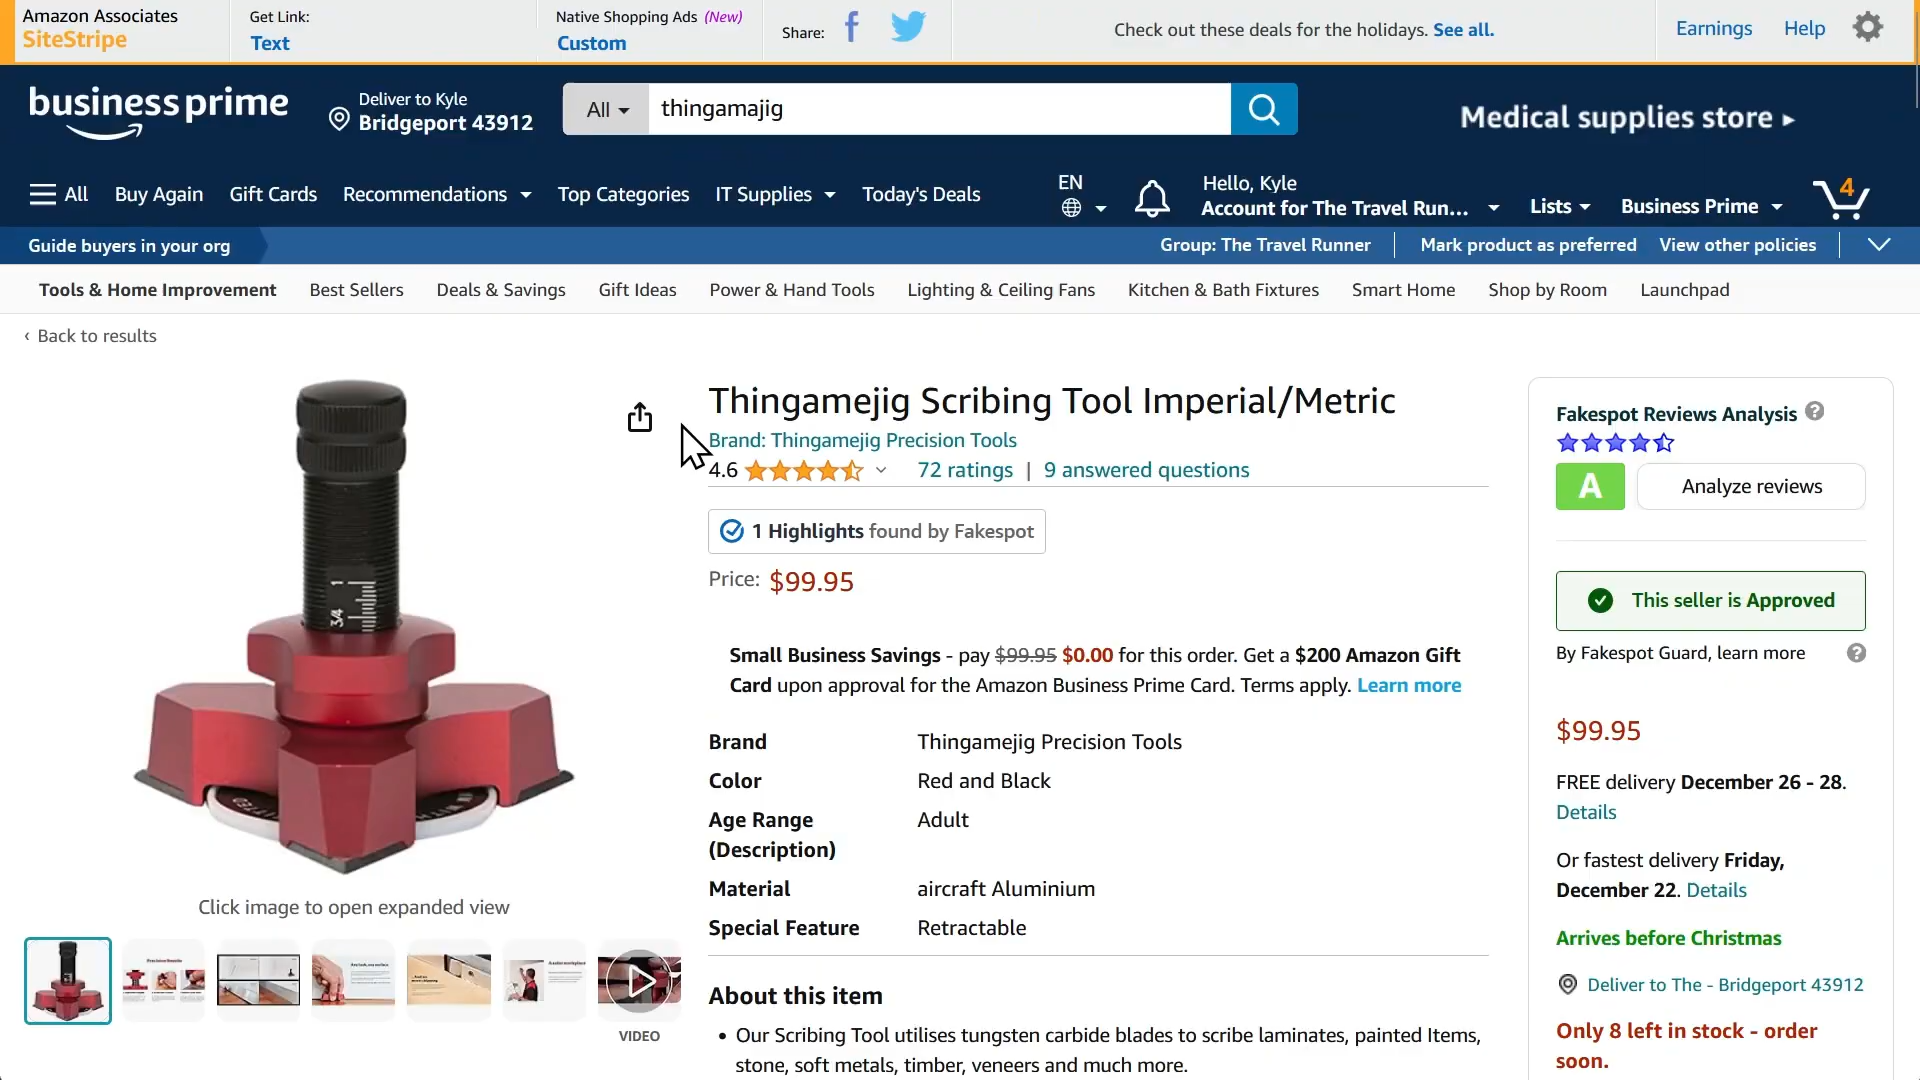 Amazon Associates
SiteStripe
Get Link:
Text
Native Shopping Ads (New)
Custom
Share:
Check out these deals for the holidays. See all.
Earnings
Help
business prime
Deliver to Kyle
Bridgeport 43912
All
thingamajig
Medical supplies store
All
Buy Again
Gift Cards
Recommendations
Top Categories
IT Supplies
Today's Deals
EN
Hello, Kyle
Account for The Travel Run...
Lists
Business Prime
4
Guide buyers in your org
Group: The Travel Runner
Mark product as preferred
View other policies
Tools & Home Improvement
Best Sellers
Deals & Savings
Gift Ideas
Power & Hand Tools
Lighting & Ceiling Fans
Kitchen & Bath Fixtures
Smart Home
Shop by Room
Launchpad
‹ Back to results
1
3/4
Click image to open expanded view
VIDEO
Thingamejig Scribing Tool Imperial/Metric
Brand: Thingamejig Precision Tools
4.6
72 ratings | 9 answered questions
1 Highlights found by Fakespot
Price: $99.95
Small Business Savings - pay $99.95 $0.00 for this order. Get a $200 Amazon Gift
Card upon approval for the Amazon Business Prime Card. Terms apply. Learn more
Brand Thingamejig Precision Tools
Color Red and Black
Age Range Adult
(Description)
Material aircraft Aluminium
Special Feature Retractable
About this item
• Our Scribing Tool utilises tungsten carbide blades to scribe laminates, painted Items,
stone, soft metals, timber, veneers and much more.
Fakespot Reviews Analysis ?
A
Analyze reviews
This seller is Approved
By Fakespot Guard, learn more ?
$99.95
FREE delivery December 26 - 28.
Details
Or fastest delivery Friday,
December 22. Details
Arrives before Christmas
Deliver to The - Bridgeport 43912
Only 8 left in stock - order
soon.